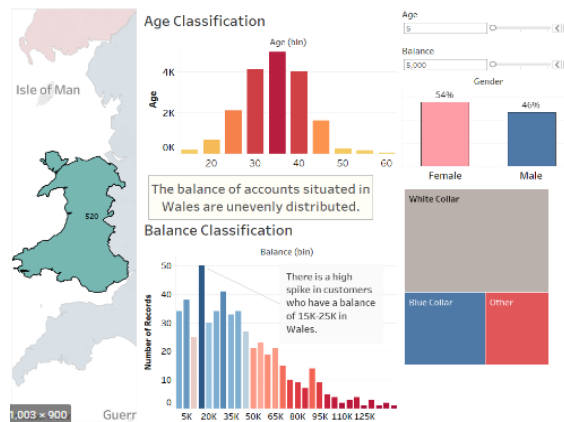 Age Classification
Age (bin)
Age
4K
2K
0K
20
30
40
50
60
The balance of accounts situated in
Wales are unevenly distributed.
Balance Classification
Balance (bin)
Number of Records
50
40
30
20
10
0
There is a high
spike in customers
who have a balance
of 15K-25K in
Wales.
5K
20K
35K
50K
65K
80K
95K
110K
125K
Isle of Man
520
1,003 × 900
Guerr
Age
5
Balance
5,000
Gender
54%
46%
Female
Male
White Collar
Blue Collar
Other